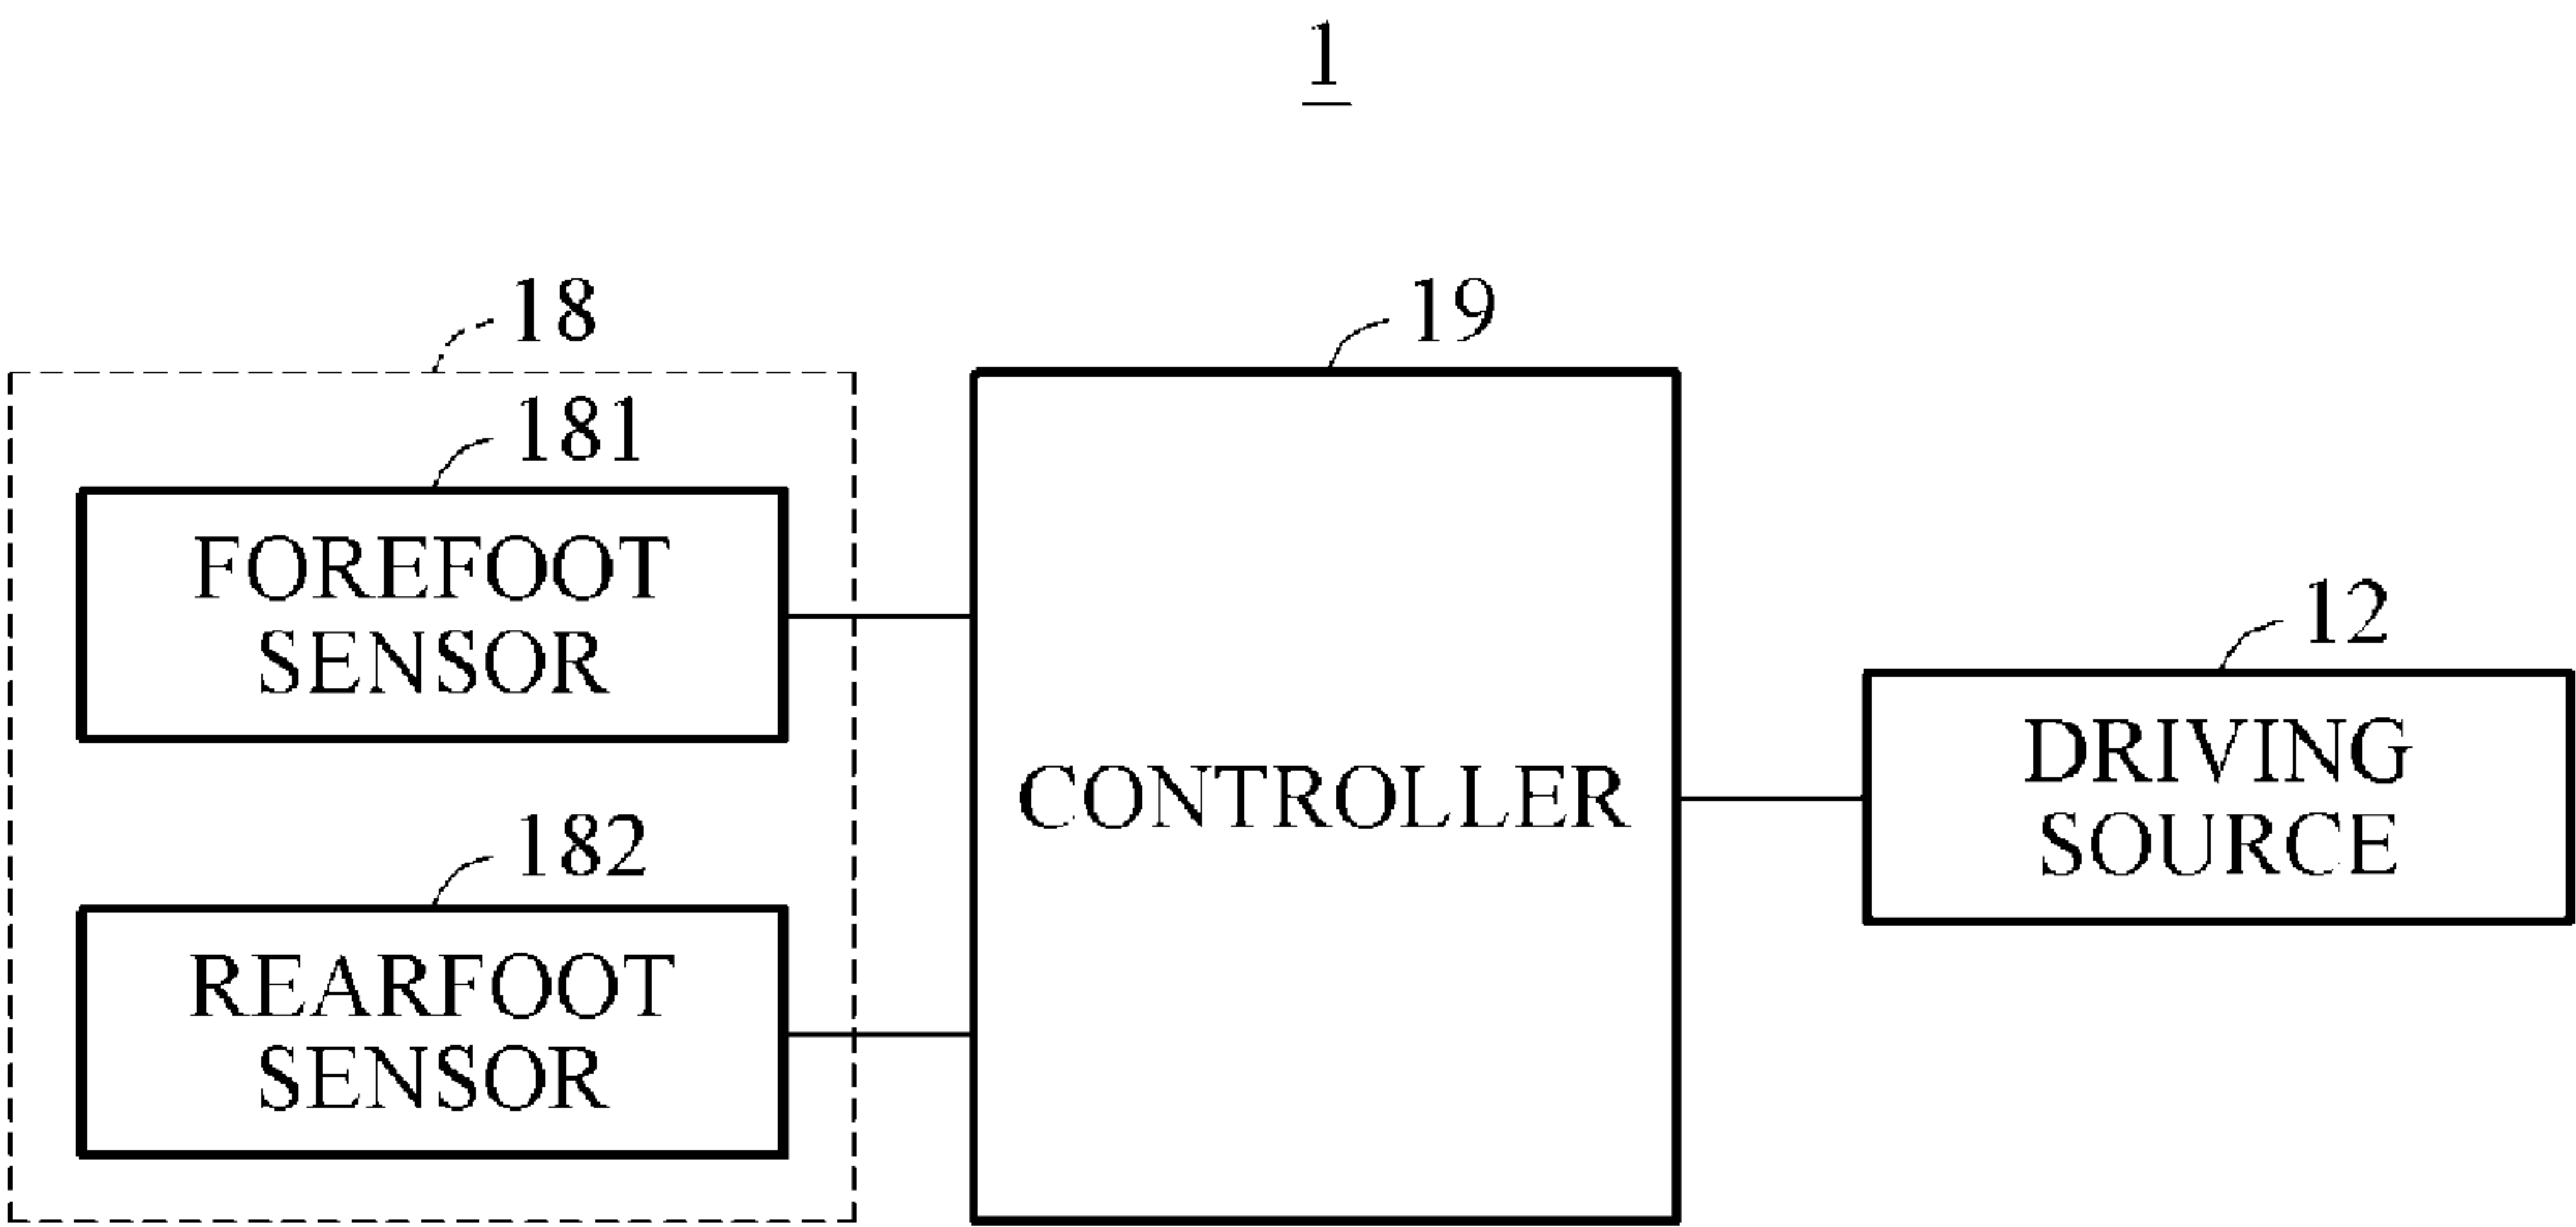 1
18
19
181
FOREFOOT
SENSOR
12
DRIVING
SOURCE
CONTROLLER
182
REARFOOT
SENSOR